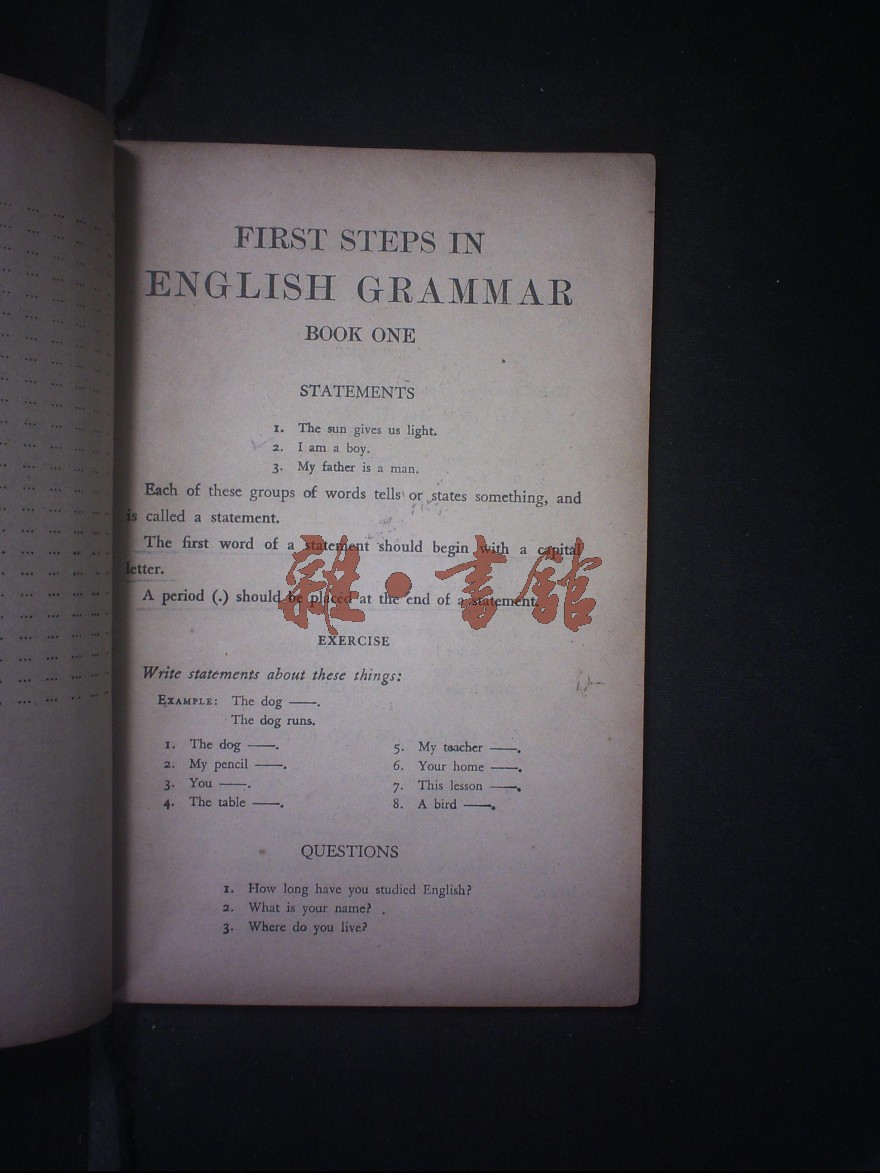 FIRST STEPS IN
ENGLISH GRAMMAR
BOOK ONE
STATEMENTS
1. The sun gives us light.
2. I am a boy.
3. My father is a man.
Each of these groups of words tells or states something, and
is called a statement.
The first word of a statement should begin with a capital
letter.
A period (.) should be placed at the end of a statement.
雜·書館
EXERCISE
Write statements about these things:
EXAMPLE: The dog ——.
The dog runs.
1. The dog ——.
2. My pencil ——.
3. You ——.
4. The table ——.
5. My teacher ——.
6. Your home ——.
7. This lesson ——.
8. A bird ——.
QUESTIONS
1. How long have you studied English?
2. What is your name?
3. Where do you live?